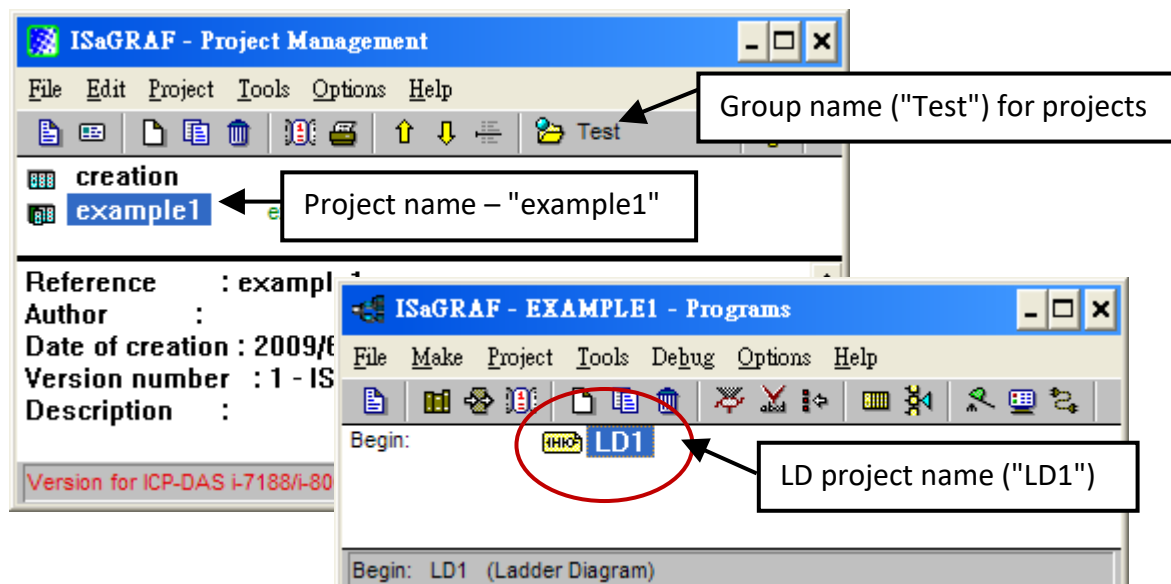 ISaGRAF - Project Management
File Edit Project Tools Options Help
Test
Group name ("Test") for projects
creation
example1
Project name – "example1"
Reference : example
Author :
Date of creation : 2009/6
Version number : 1 - IS
Description :
Version for ICP-DAS i-7188/i-80
ISaGRAF - EXAMPLE1 - Programs
File Make Project Tools Debug Options Help
Begin: LD1
LD project name ("LD1")
Begin: LD1 (Ladder Diagram)